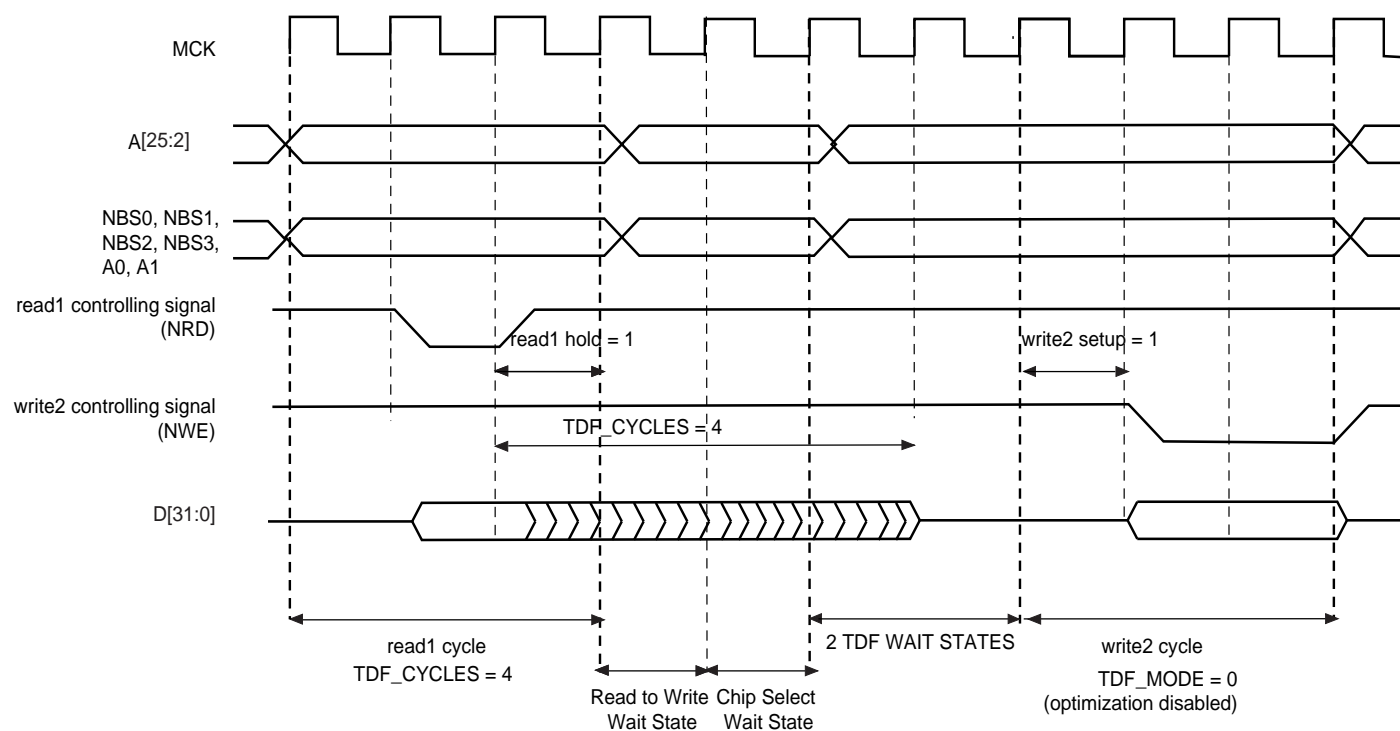 MCK
A[25:2]
NBS0, NBS1,
NBS2, NBS3,
A0, A1
read1 controlling signal
(NRD)
read1 hold = 1
write2 setup = 1
write2 controlling signal
(NWE)
TDF_CYCLES = 4
D[31:0]
read1 cycle
TDF_CYCLES = 4
2 TDF WAIT STATES
write2 cycle
TDF_MODE = 0
(optimization disabled)
Read to Write
Wait State
Chip Select
Wait State